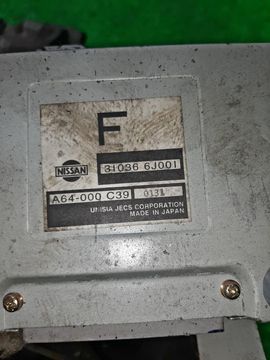 F
NISSAN
31036 6J001
A64-000 C39 0131
UNISIA JECS CORPORATION
MADE IN JAPAN